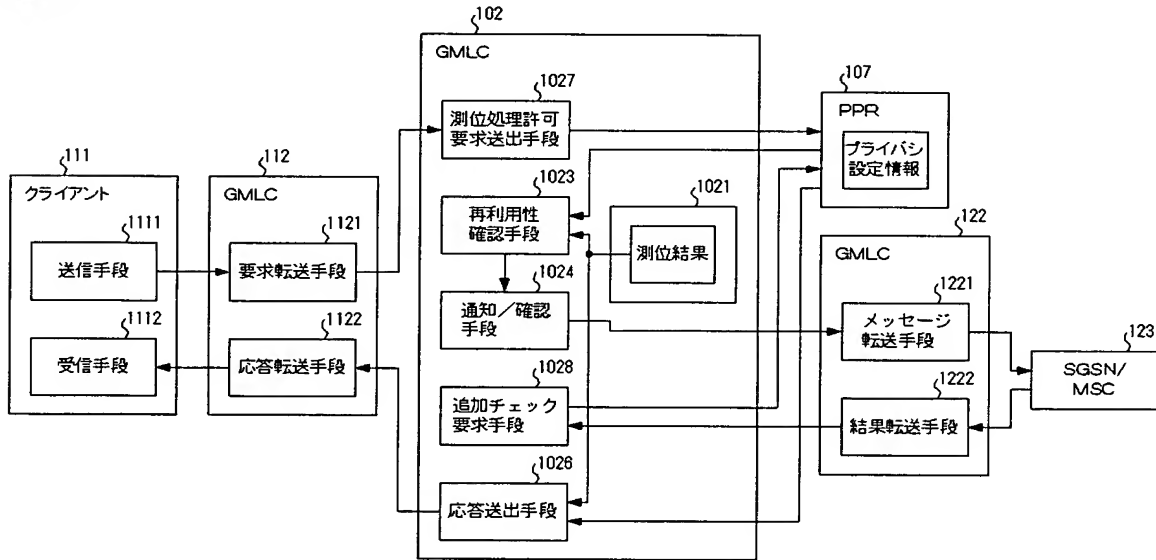 102
GMLC
1027
測位処理許可
要求送出手段
107
PPR
プライバシ
設定情報
111
クライアント
112
GMLC
1023
再利用性
確認手段
1021
測位結果
1111
送信手段
1121
要求転送手段
122
GMLC
1024
通知/確認
手段
1221
メッセージ
転送手段
1112
受信手段
1122
応答転送手段
123
SGSN/
MSC
1028
追加チェック
要求手段
1222
結果転送手段
1026
応答送出手段